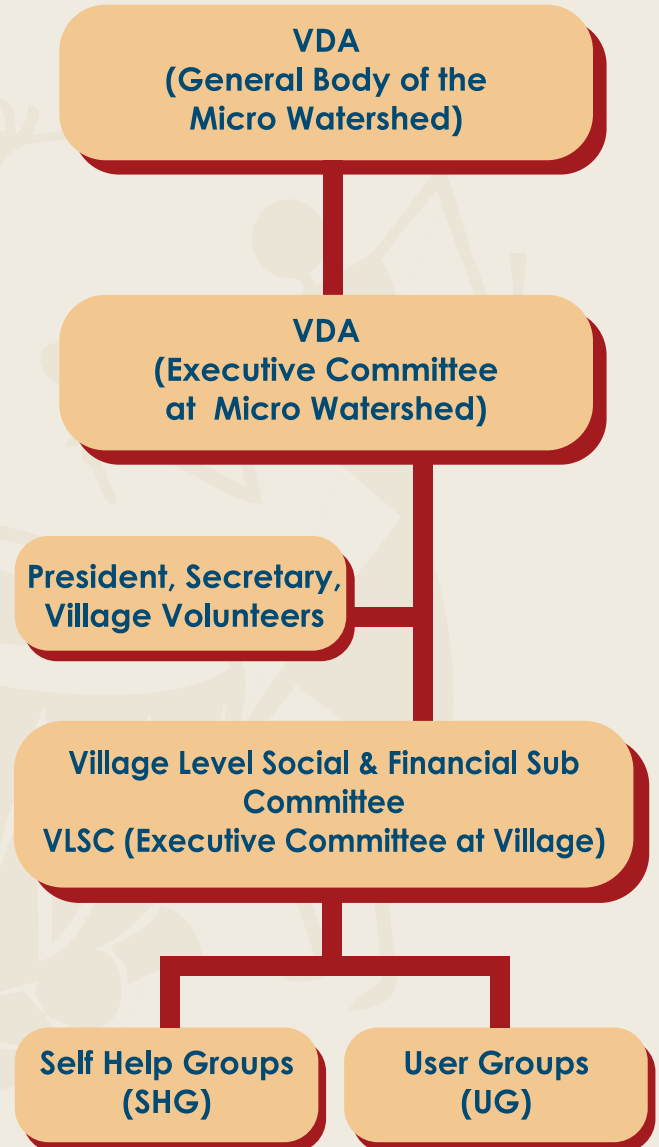 VDA
(General Body of the
Micro Watershed)
VDA
(Executive Committee
at Micro Watershed)
President, Secretary,
Village Volunteers
Village Level Social & Financial Sub
Committee
VLSC (Executive Committee at Village)
Self Help Groups
(SHG)
User Groups
(UG)